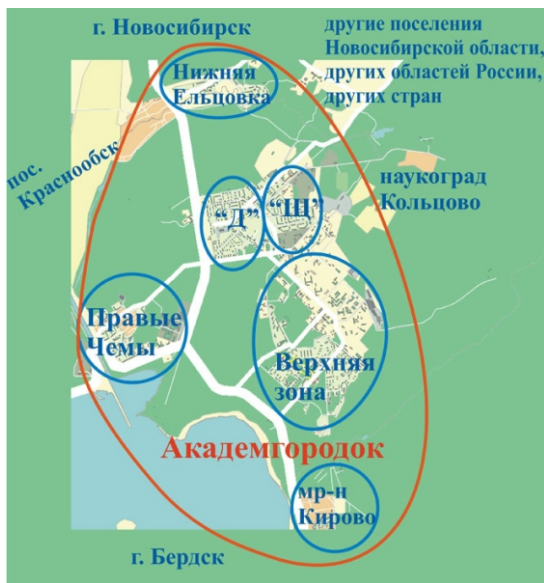 г. Новосибирск
другие поселения
Новосибирской области,
других областей России,
других стран
Нижняя
Ельцовка
пос. Краснообск
наукоград
Кольцово
“Д”
“Щ”
Правые
Чемы
Верхняя
зона
Академгородок
мр-н
Кирово
г. Бердск